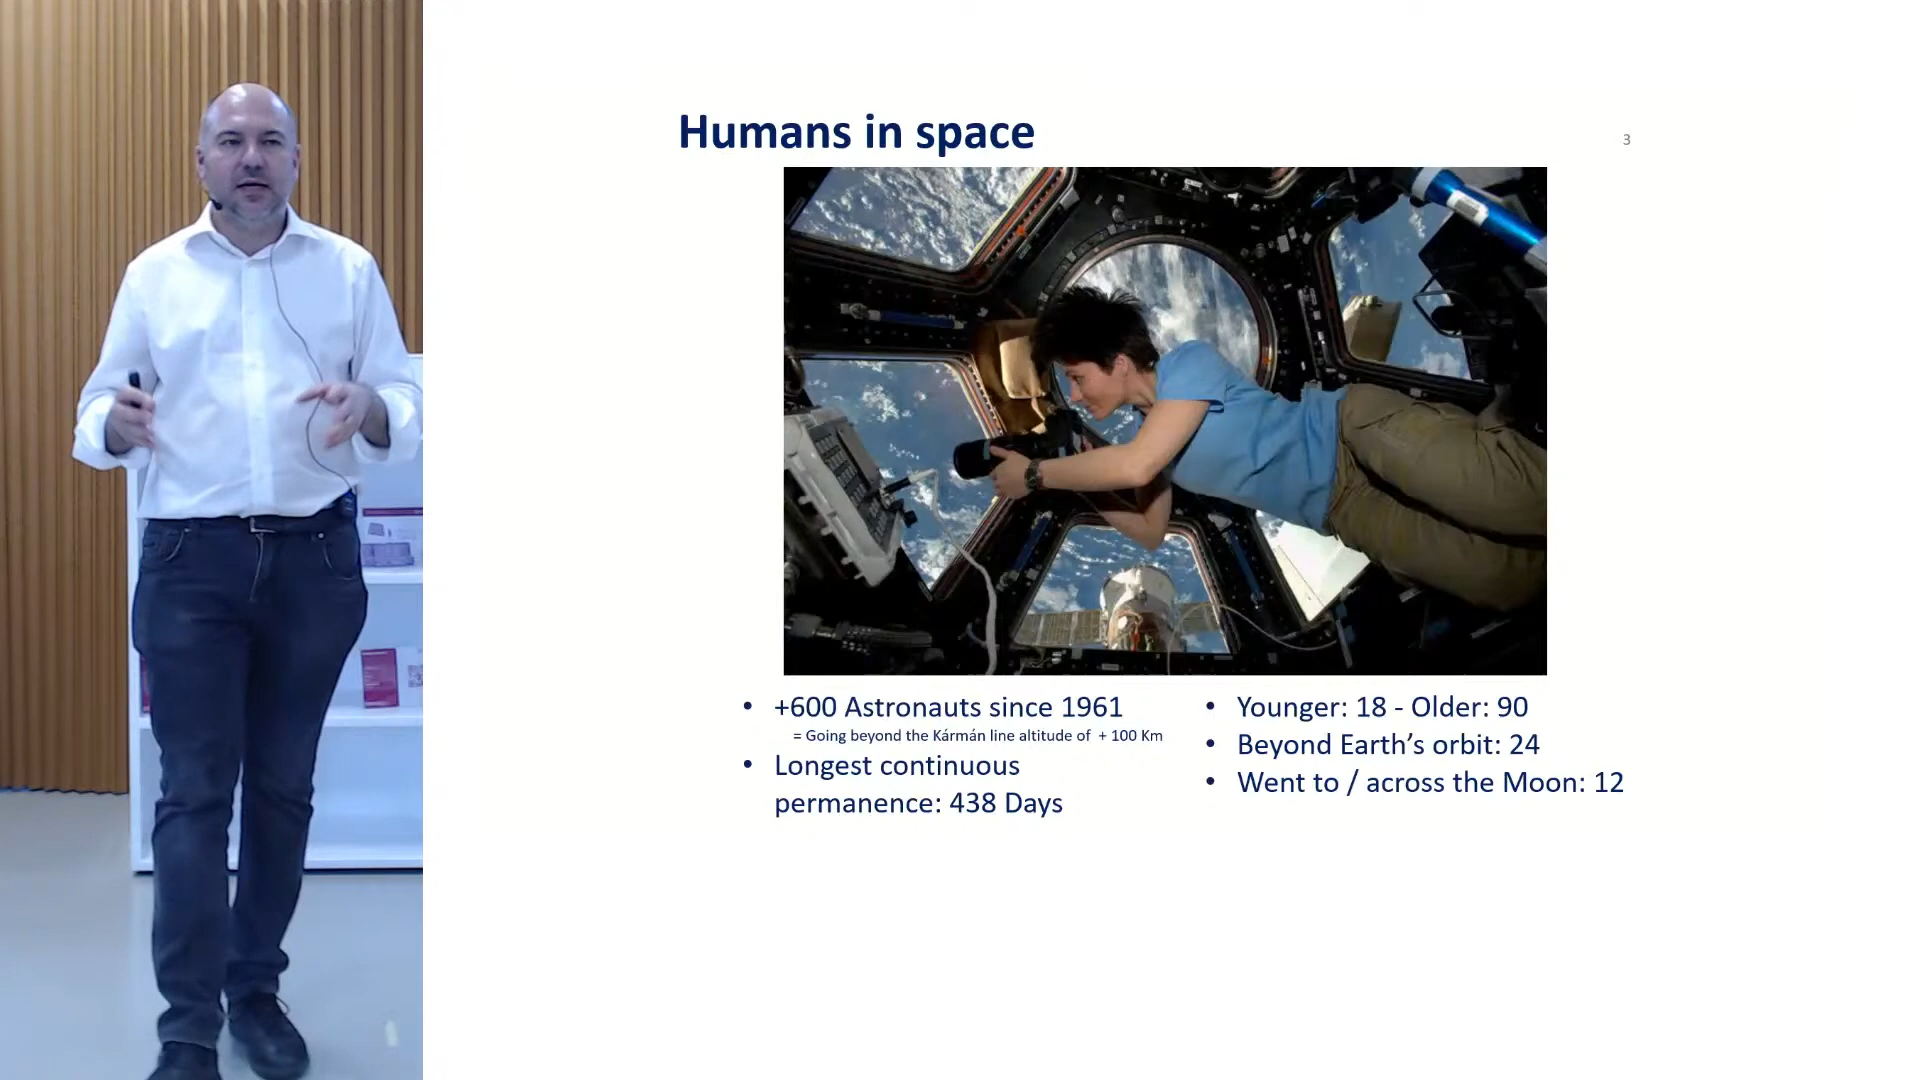 Humans in space
3
• +600 Astronauts since 1961
= Going beyond the Kármán line altitude of + 100 Km
• Longest continuous
permanence: 438 Days
• Younger: 18 - Older: 90
• Beyond Earth’s orbit: 24
• Went to / across the Moon: 12